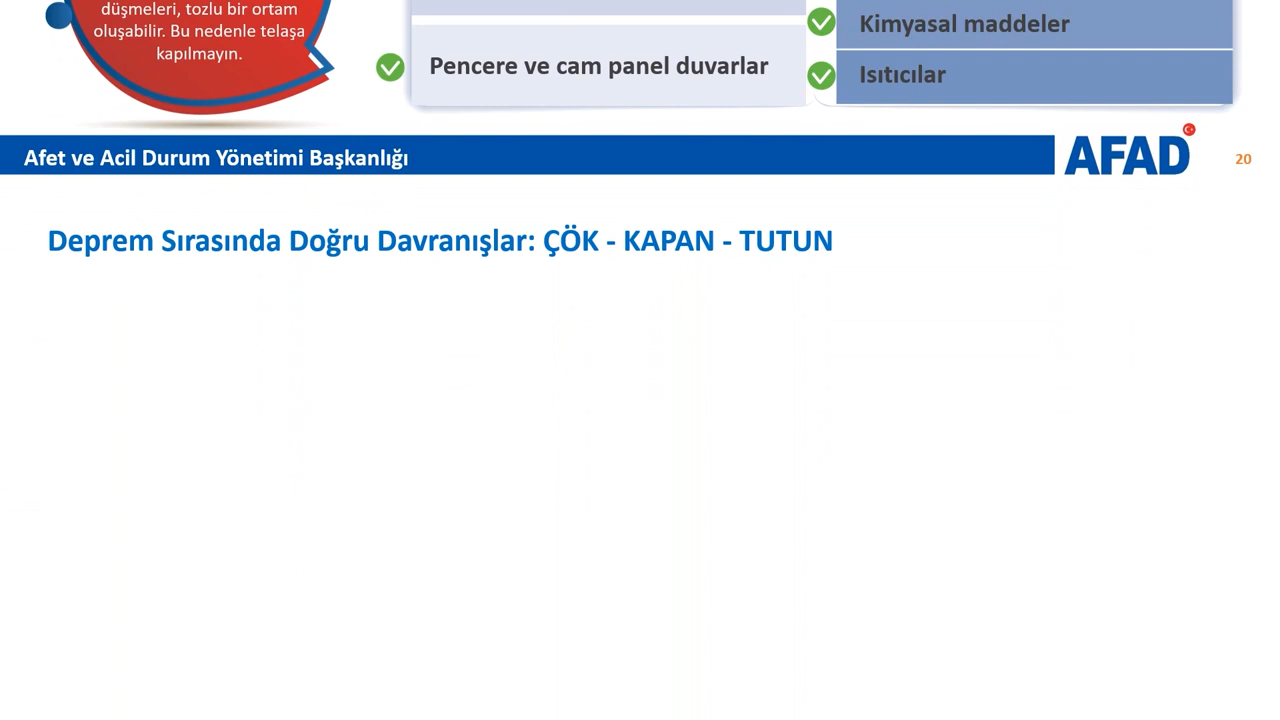 düşmeleri, tozlu bir ortam
oluşabilir. Bu nedenle telaşa
kapılmayın.
Pencere ve cam panel duvarlar
Kimyasal maddeler
Isıtıcılar
Afet ve Acil Durum Yönetimi Başkanlığı
AFAD
20
Deprem Sırasında Doğru Davranışlar: ÇÖK - KAPAN - TUTUN